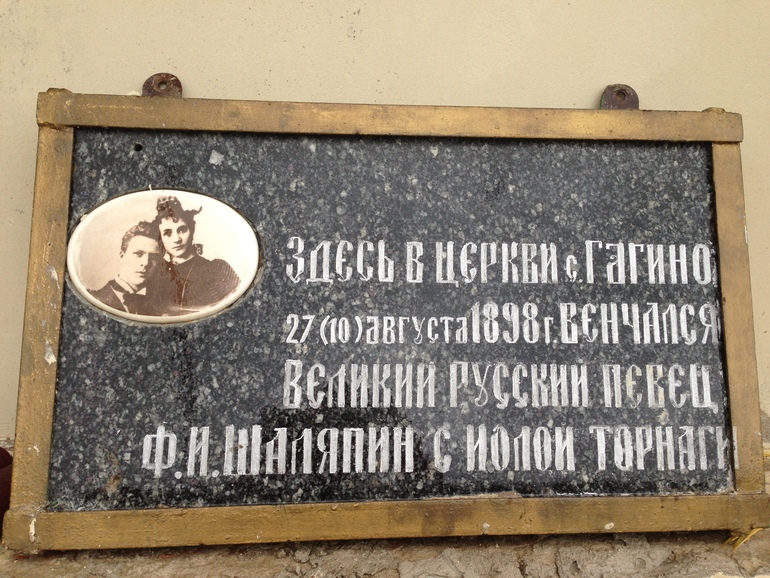 Здесь в церкви с. Гагино
27 (10) августа 1898 г. венчался
великий русский певец
Ф.И. Шаляпин с Иолой Торнаги